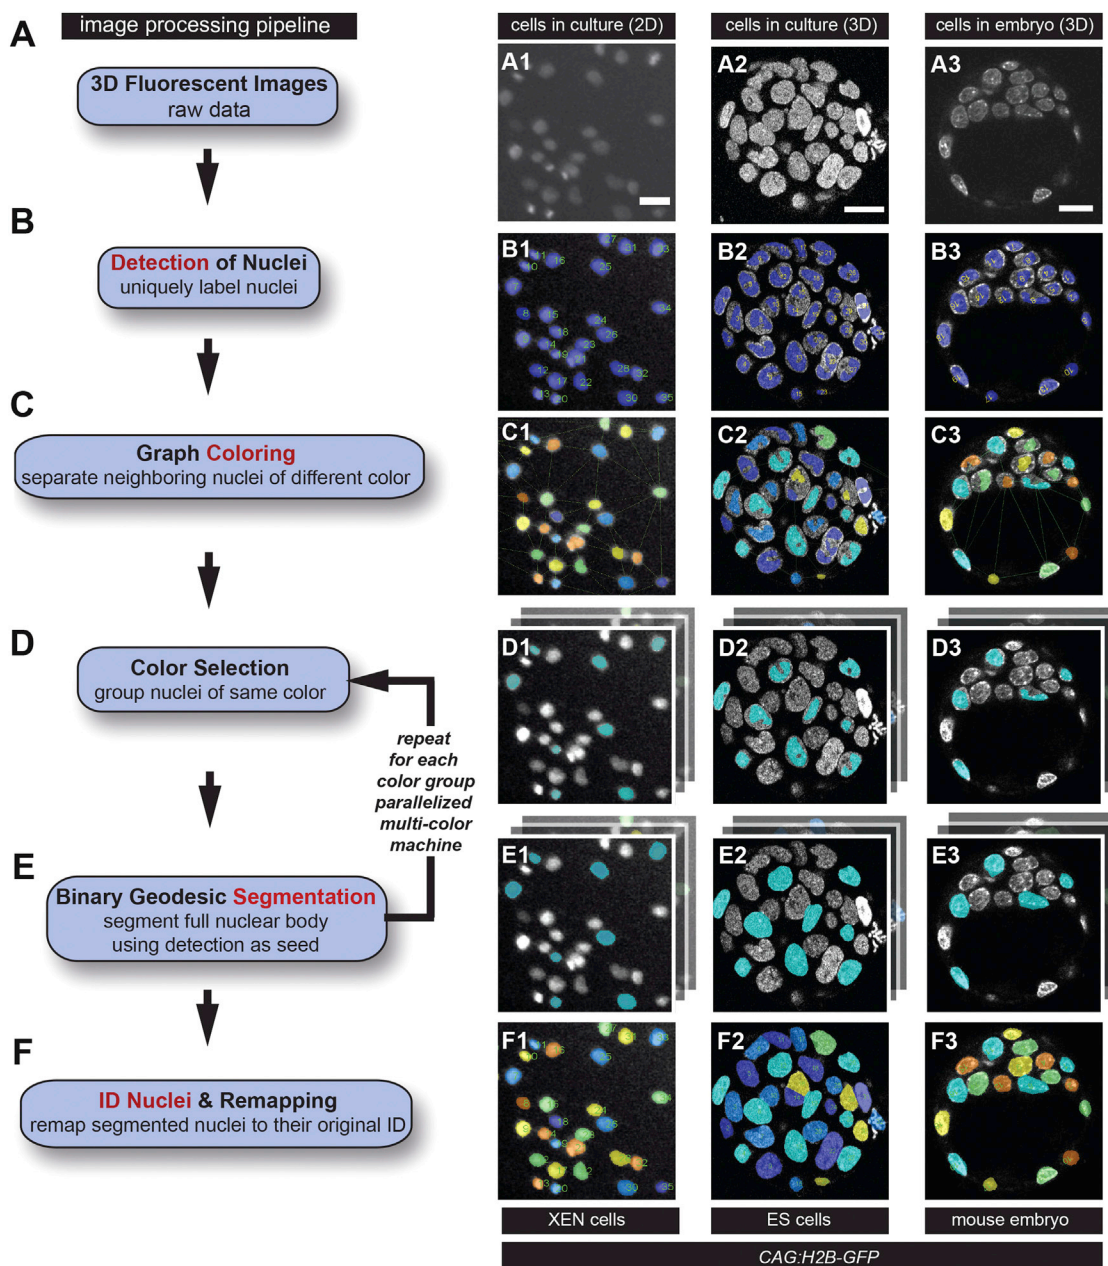 A
image processing pipeline
3D Fluorescent Images
raw data
B
Detection of Nuclei
uniquely label nuclei
C
Graph Coloring
separate neighboring nuclei of different color
D
Color Selection
group nuclei of same color
repeat
for each
color group
parallelized
multi-color
machine
E
Binary Geodesic Segmentation
segment full nuclear body
using detection as seed
F
ID Nuclei & Remapping
remap segmented nuclei to their original ID
cells in culture (2D)
cells in culture (3D)
cells in embryo (3D)
A1
A2
A3
B1
B2
B3
C1
C2
C3
D1
D2
D3
E1
E2
E3
F1
F2
F3
XEN cells
ES cells
mouse embryo
CAG:H2B-GFP